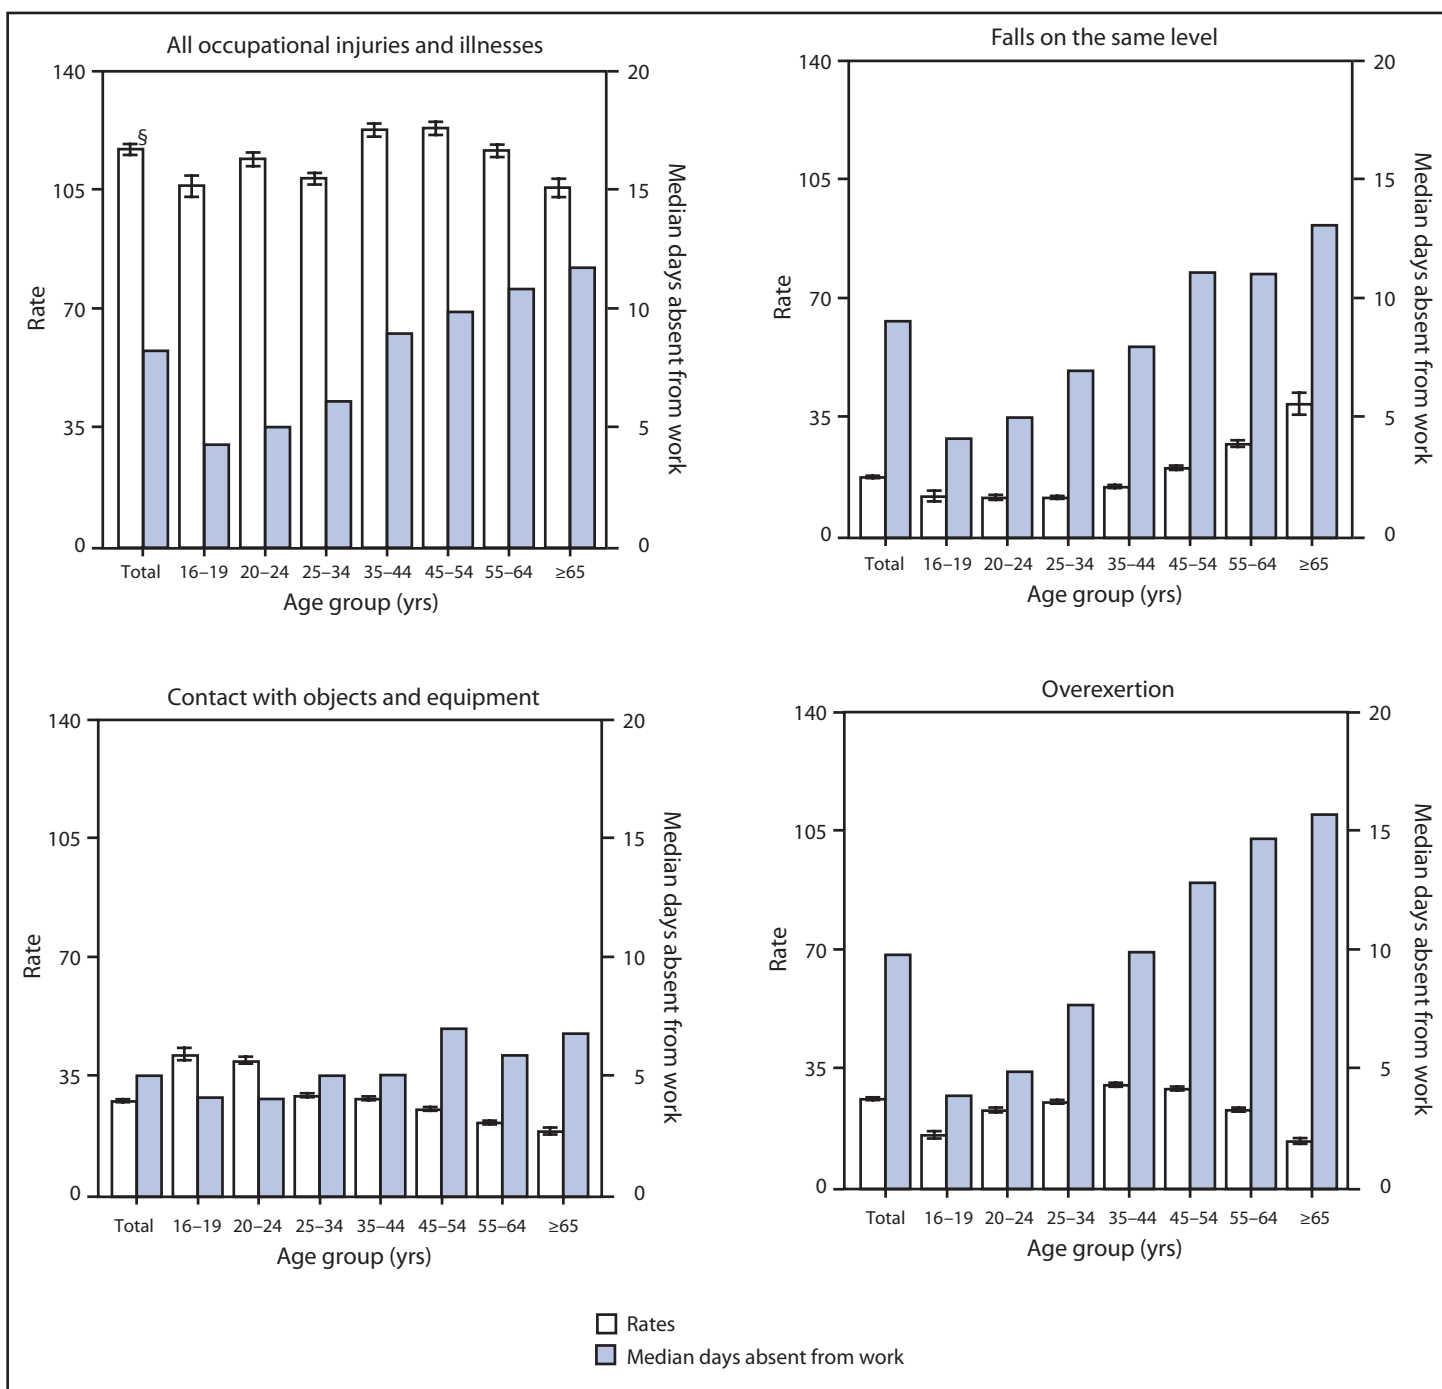 All occupational injuries and illnesses
140
105
70
35
0
Rate
§
20
15
10
5
0
Median days absent from work
Total 16–19 20–24 25–34 35–44 45–54 55–64 ≥65
Age group (yrs)
Falls on the same level
140
105
70
35
0
Rate
20
15
10
5
0
Median days absent from work
Total 16–19 20–24 25–34 35–44 45–54 55–64 ≥65
Age group (yrs)
Contact with objects and equipment
140
105
70
35
0
Rate
20
15
10
5
0
Median days absent from work
Total 16–19 20–24 25–34 35–44 45–54 55–64 ≥65
Age group (yrs)
Overexertion
140
105
70
35
0
Rate
20
15
10
5
0
Median days absent from work
Total 16–19 20–24 25–34 35–44 45–54 55–64 ≥65
Age group (yrs)
Rates
Median days absent from work